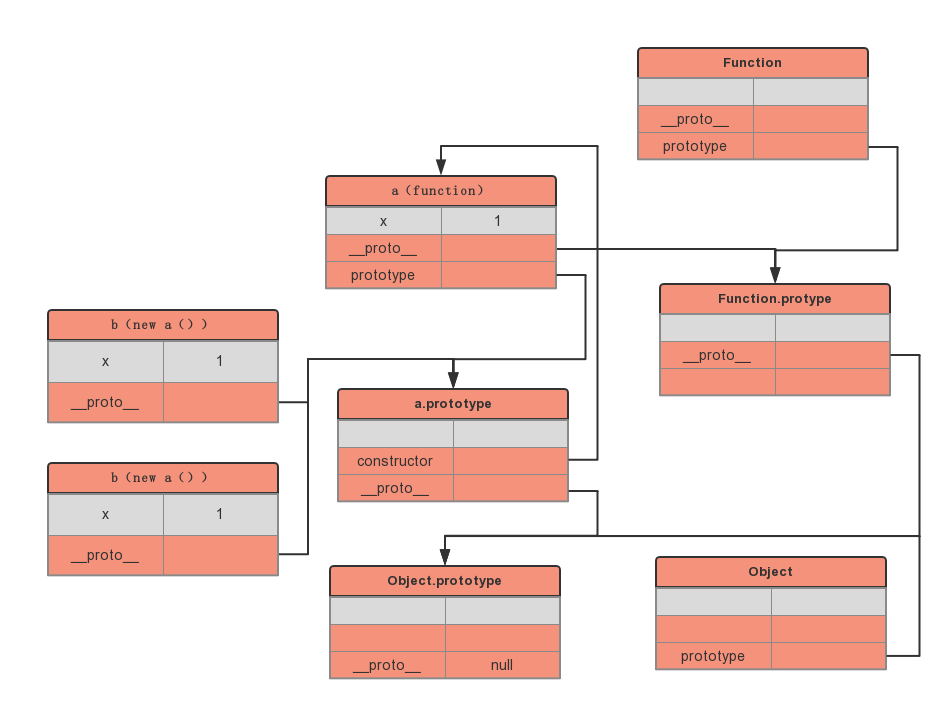 Function
__proto__
prototype
a（function）
x 1
__proto__
prototype
Function.protype
__proto__
b（new a（））
x 1
__proto__
a.prototype
constructor
__proto__
b（new a（））
x 1
__proto__
Object.prototype
__proto__ null
Object
prototype